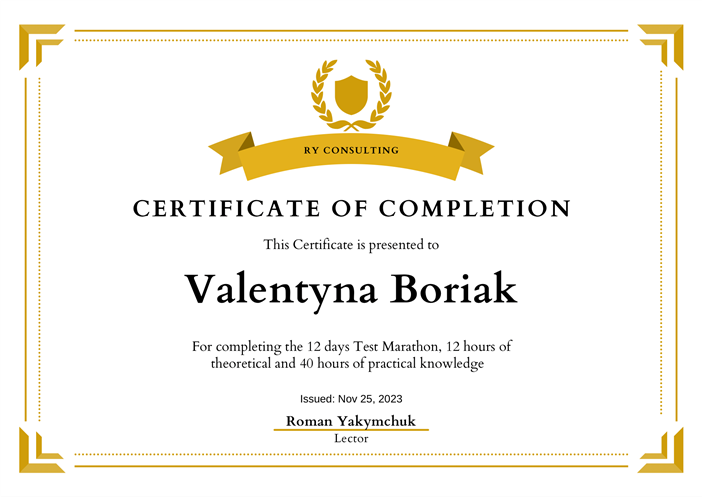 RY CONSULTING
CERTIFICATE OF COMPLETION
This Certificate is presented to
Valentyna Boriak
For completing the 12 days Test Marathon, 12 hours of
theoretical and 40 hours of practical knowledge
Issued: Nov 25, 2023
Roman Yakymchuk
Lector